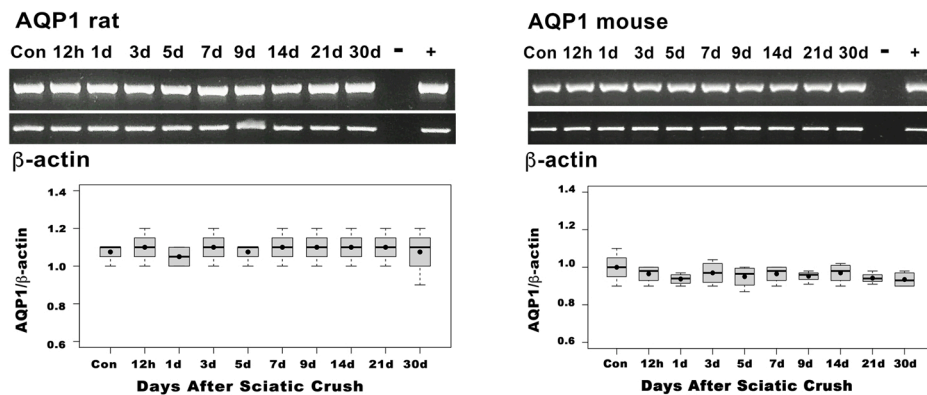 AQP1 rat
Con 12h 1d 3d 5d 7d 9d 14d 21d 30d - +
β-actin
1.4
1.2
1.0
0.8
0.6
AQP1/β-actin
Con 12h 1d 3d 5d 7d 9d 14d 21d 30d
Days After Sciatic Crush
AQP1 mouse
Con 12h 1d 3d 5d 7d 9d 14d 21d 30d - +
β-actin
1.4
1.2
1.0
0.8
0.6
AQP1/β-actin
Con 12h 1d 3d 5d 7d 9d 14d 21d 30d
Days After Sciatic Crush